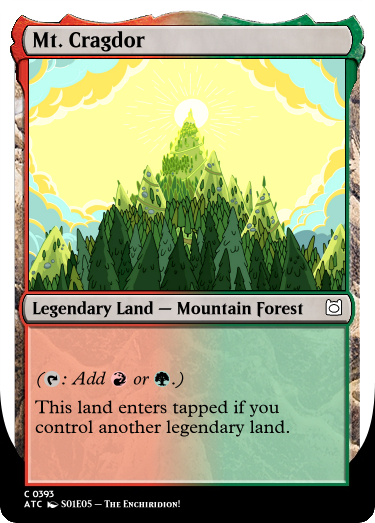 Mt. Cragdor
Legendary Land — Mountain Forest
(: Add or .)
This land enters tapped if you
control another legendary land.
C 0393
ATC S01E05 — The Enchiridion!